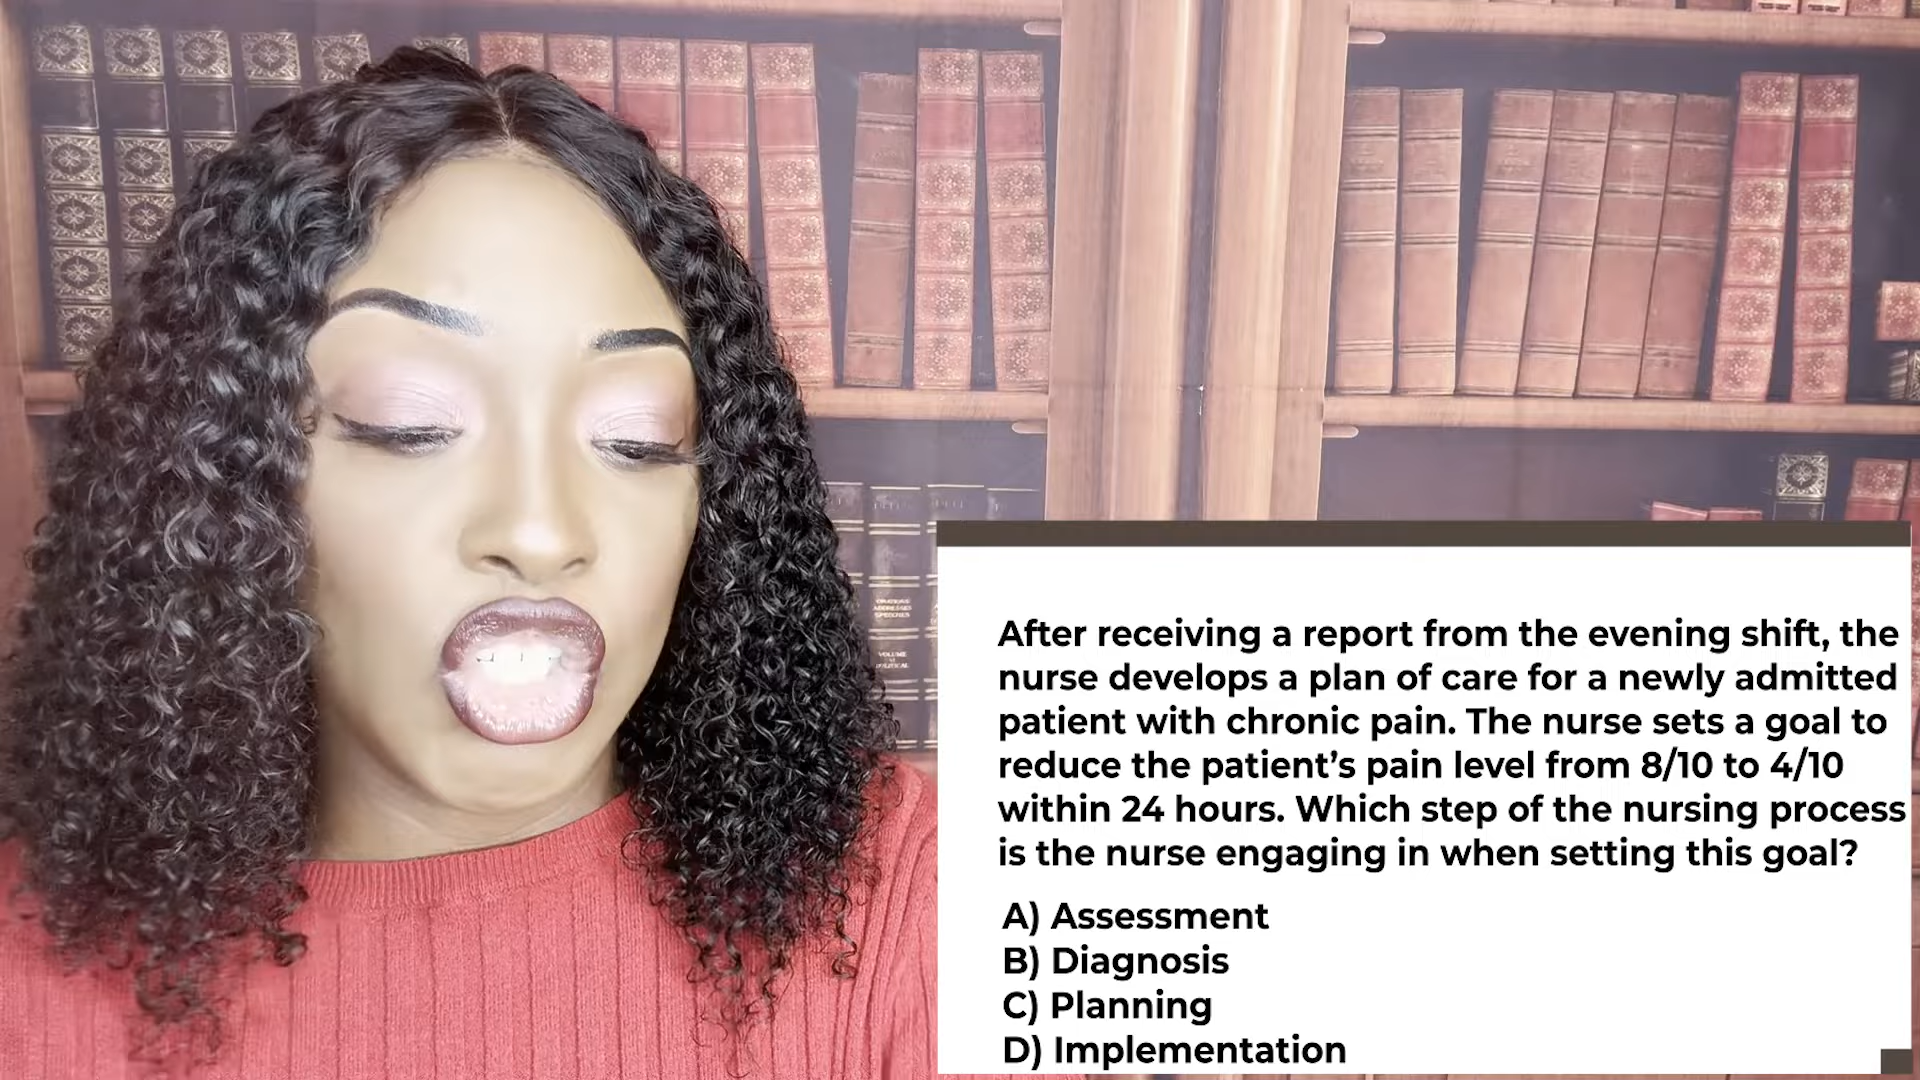 After receiving a report from the evening shift, the
nurse develops a plan of care for a newly admitted
patient with chronic pain. The nurse sets a goal to
reduce the patient’s pain level from 8/10 to 4/10
within 24 hours. Which step of the nursing process
is the nurse engaging in when setting this goal?
A) Assessment
B) Diagnosis
C) Planning
D) Implementation